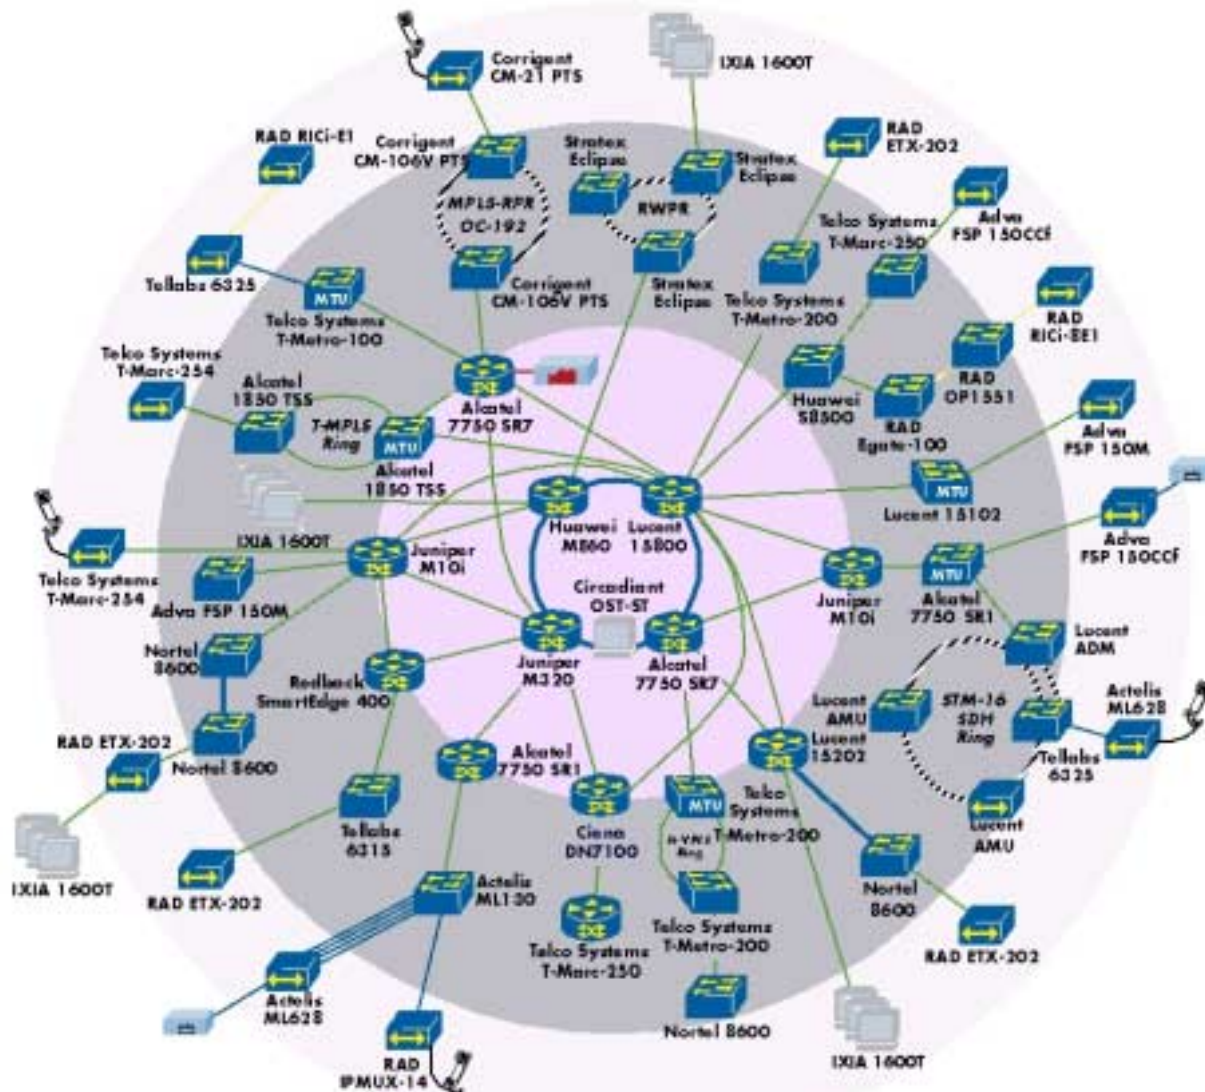 Corrigent
CM-21 PTS
IXIA 1600T
RAD RICi-E1
Corrigent
CM-106V PTS
Stratex
Eclipse
Stratex
Eclipse
RAD
ETX-202
MPLS-RPR
OC-192
RWPR
Telco Systems
T-Marc-250
Adva
FSP 150CCf
Tellabs 6325
MTU
Corrigent
CM-106V PTS
Stratex
Eclipse
Telco Systems
T-Metro-200
Telco Systems
T-Metro-100
RAD
RICi-8E1
Telco Systems
T-Marc-254
Alcatel
1850 TSS
Alcatel
7750 SR7
Huawei
S8500
RAD
OP1551
T-MPLS
Ring
MTU
RAD
Egate-100
Adva
FSP 150M
Alcatel
1850 TSS
MTU
Lucent 15102
IXIA 1600T
Huawei
M860
Lucent
15800
Adva
FSP 150CCf
Telco Systems
T-Marc-254
Juniper
M10i
Adva FSP 150M
Circadiant
OST-ST
Juniper
M10i
MTU
Alcatel
7750 SR1
Nortel
8600
Redback
SmartEdge 400
Juniper
M320
Alcatel
7750 SR7
Lucent
ADM
Lucent
AMU
STM-16
SDH
Ring
Actelis
ML628
Lucent
15202
Tellabs
6325
RAD ETX-202
Nortel 8600
Alcatel
7750 SR1
MTU
Telco
Systems
T-Metro-200
Lucent
AMU
Tellabs
6315
Ciena
DN7100
Ring
IXIA 1600T
RAD ETX-202
Actelis
ML130
Nortel
8600
Telco Systems
T-Metro-200
Telco Systems
T-Marc-250
RAD ETX-202
Actelis
ML628
Nortel 8600
RAD
IPMUX-14
IXIA 1600T